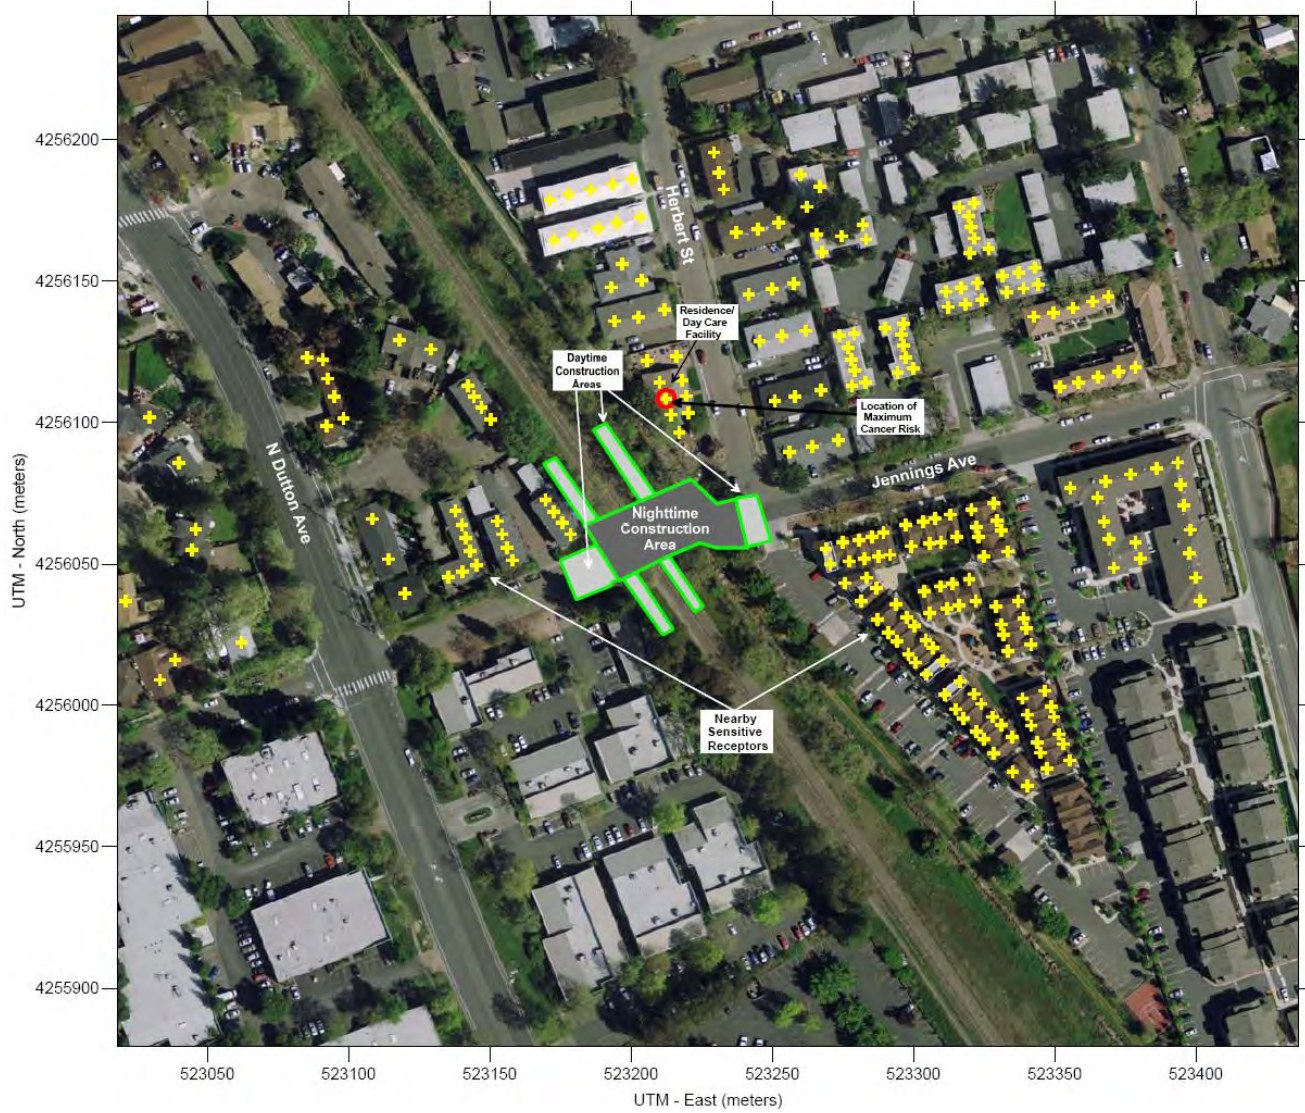 4256200
4256150
4256100
4256050
4256000
4255950
4255900
UTM - North (meters)
523050
523100
523150
523200
523250
523300
523350
523400
UTM - East (meters)
Herbert St
Residence/
Day Care
Facility
Daytime
Construction
Areas
Location of
Maximum
Cancer Risk
N Dutton Ave
Jennings Ave
Nighttime
Construction
Area
Nearby
Sensitive
Receptors